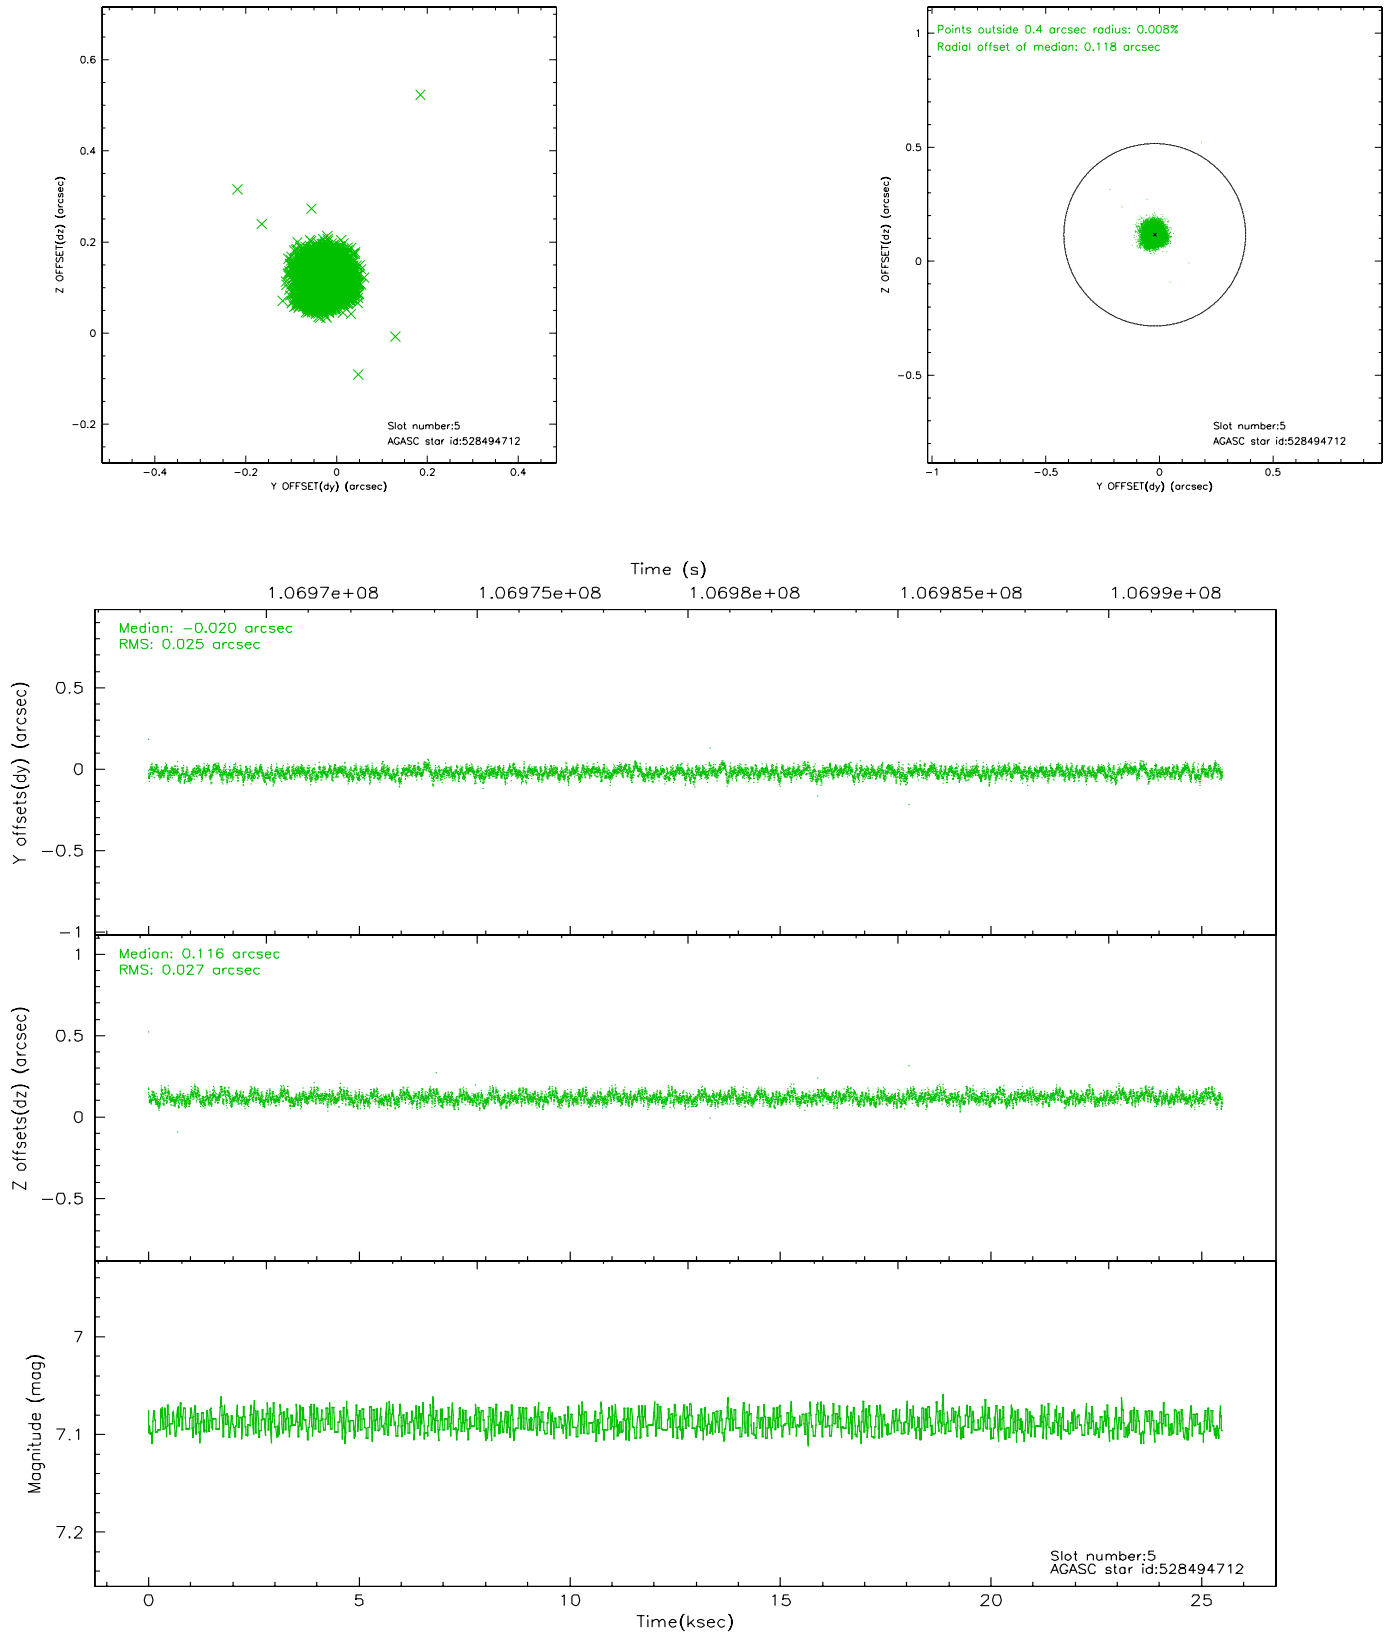 0.6
0.4
0.2
0
−0.2
−0.4
−0.2
0
0.2
0.4
Z OFFSET(dz) (arcsec)
Y OFFSET(dy) (arcsec)
Slot number:5
AGASC star id:528494712
Points outside 0.4 arcsec radius: 0.008%
Radial offset of median: 0.118 arcsec
1
0.5
0
−0.5
−1
−0.5
0
0.5
Z OFFSET(dz) (arcsec)
Y OFFSET(dy) (arcsec)
Slot number:5
AGASC star id:528494712
Time (s)
1.0697e+08
1.06975e+08
1.0698e+08
1.06985e+08
1.0699e+08
Median: −0.020 arcsec
RMS: 0.025 arcsec
0.5
0
−0.5
−1
Y offsets(dy) (arcsec)
Median: 0.116 arcsec
RMS: 0.027 arcsec
1
0.5
0
−0.5
Z offsets(dz) (arcsec)
7
7.1
7.2
Magnitude (mag)
Slot number:5
AGASC star id:528494712
0
5
10
15
20
25
Time(ksec)